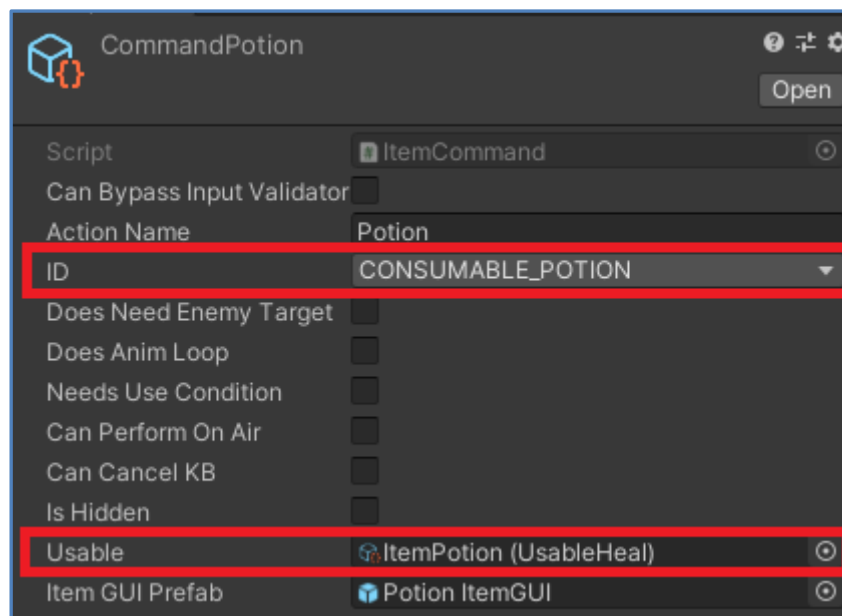 CommandPotion
Open
Script ItemCommand
Can Bypass Input Validator
Action Name Potion
ID CONSUMABLE_POTION
Does Need Enemy Target
Does Anim Loop
Needs Use Condition
Can Perform On Air
Can Cancel KB
Is Hidden
Usable ItemPotion (UsableHeal)
Item GUI Prefab Potion ItemGUI